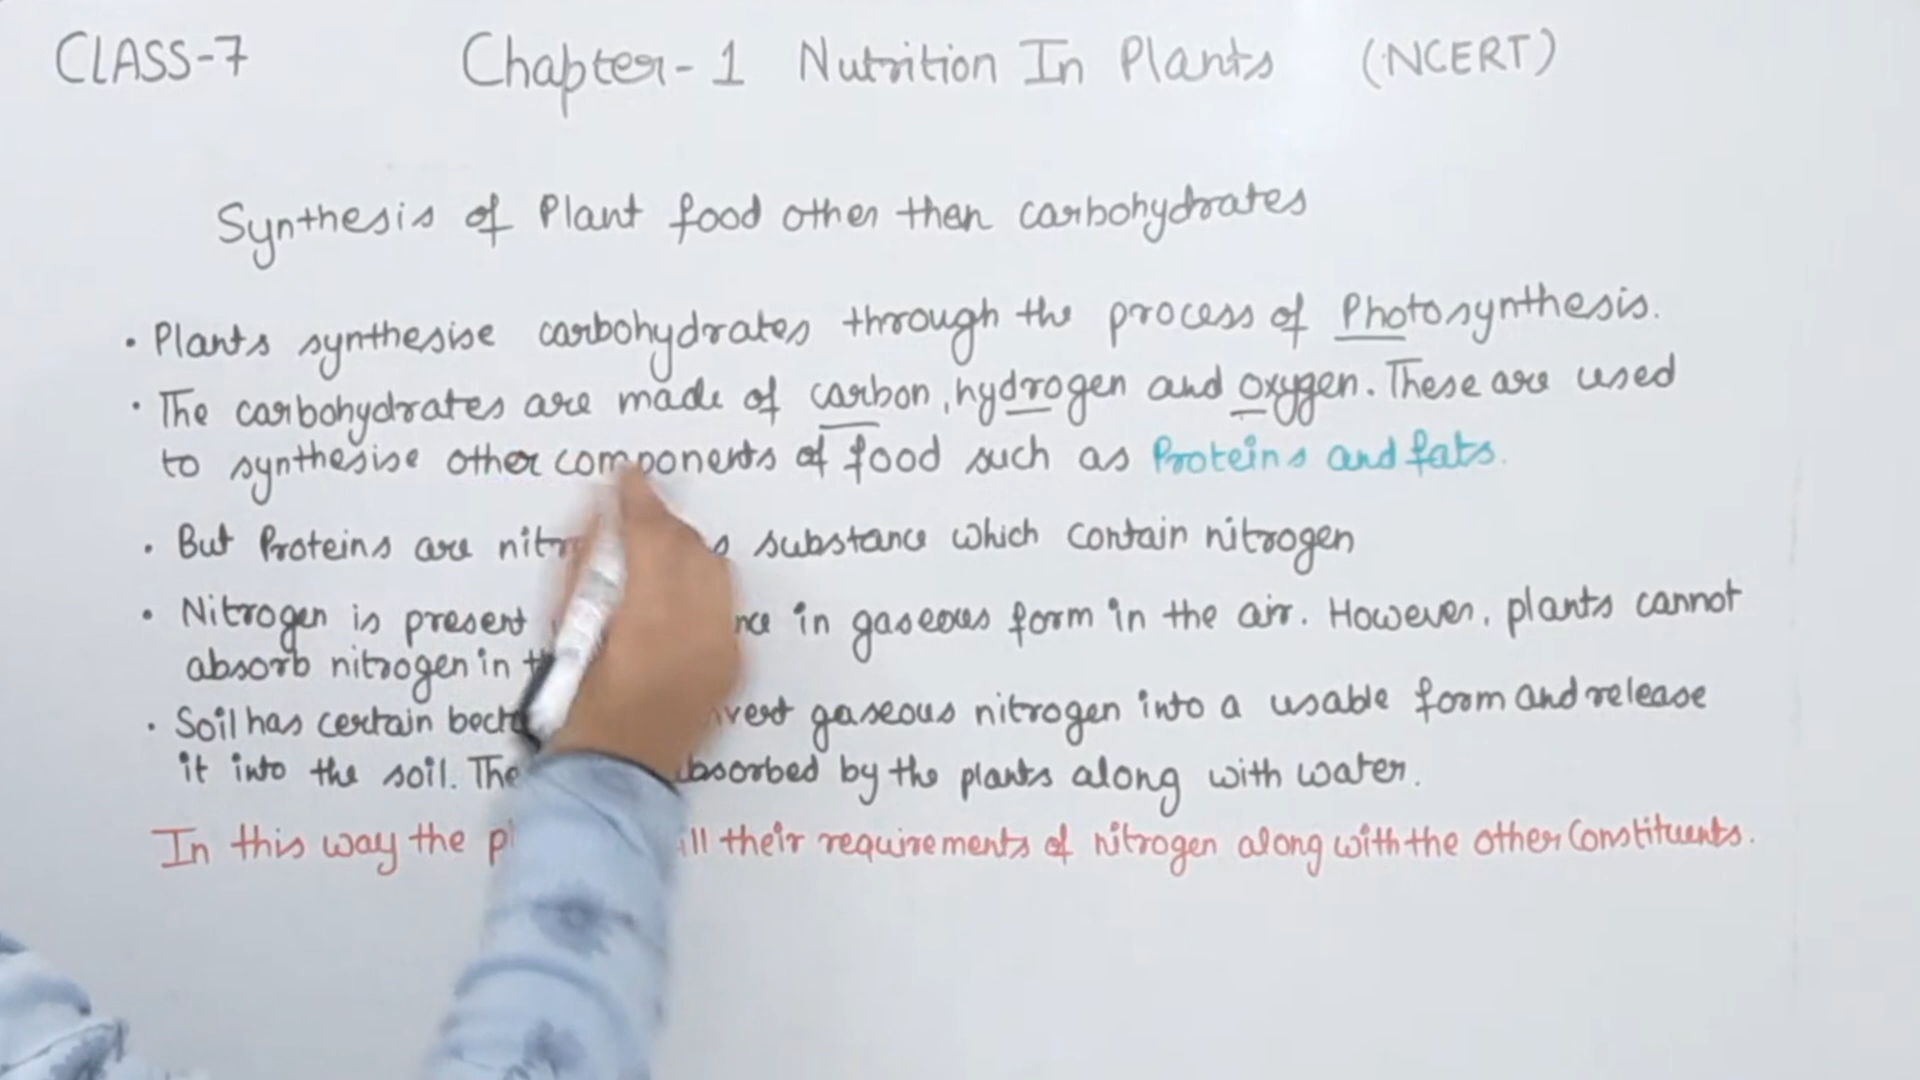 CLASS-7 Chapter-1 Nutrition In Plants (NCERT)
Synthesis of Plant food other then carbohydrates
• Plants synthesise carbohydrates through the process of Photosynthesis.
• The carbohydrates are made of carbon, hydrogen and oxygen. These are used
to synthesise other components of food such as Proteins and fats.
• But Proteins are substance which contain nitrogen
• Nitrogen is present in gaseous form in the air. However, plants cannot
absorb nitrogen in
• Soil has certain gaseous nitrogen into a usable form and release
it into the soil. by the plants along with water.
In this way the their requirements of nitrogen along with the other Constituents.